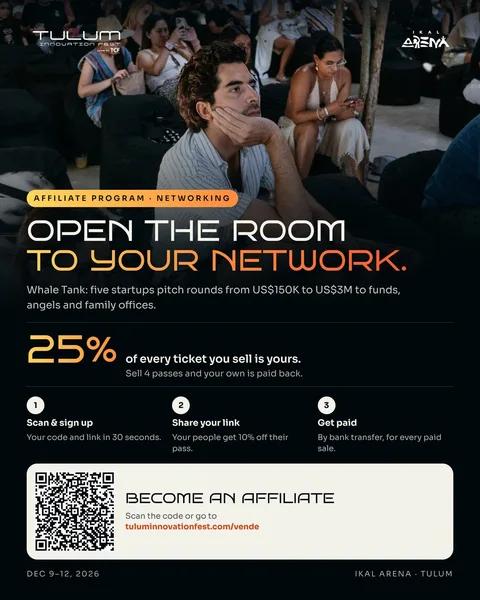 TULUM
INNOVATION FEST
IKAL
ARENA
AFFILIATE PROGRAM · NETWORKING
OPEN THE ROOM
TO YOUR NETWORK.
Whale Tank: five startups pitch rounds from US$150K to US$3M to funds,
angels and family offices.
25% of every ticket you sell is yours.
Sell 4 passes and your own is paid back.
1 2 3
Scan & sign up Share your link Get paid
Your code and link in 30 seconds. Your people get 10% off their By bank transfer, for every paid
pass. sale.
BECOME AN AFFILIATE
Scan the code or go to
tuluminnovationfest.com/vende
DEC 9–12, 2026 IKAL ARENA · TULUM